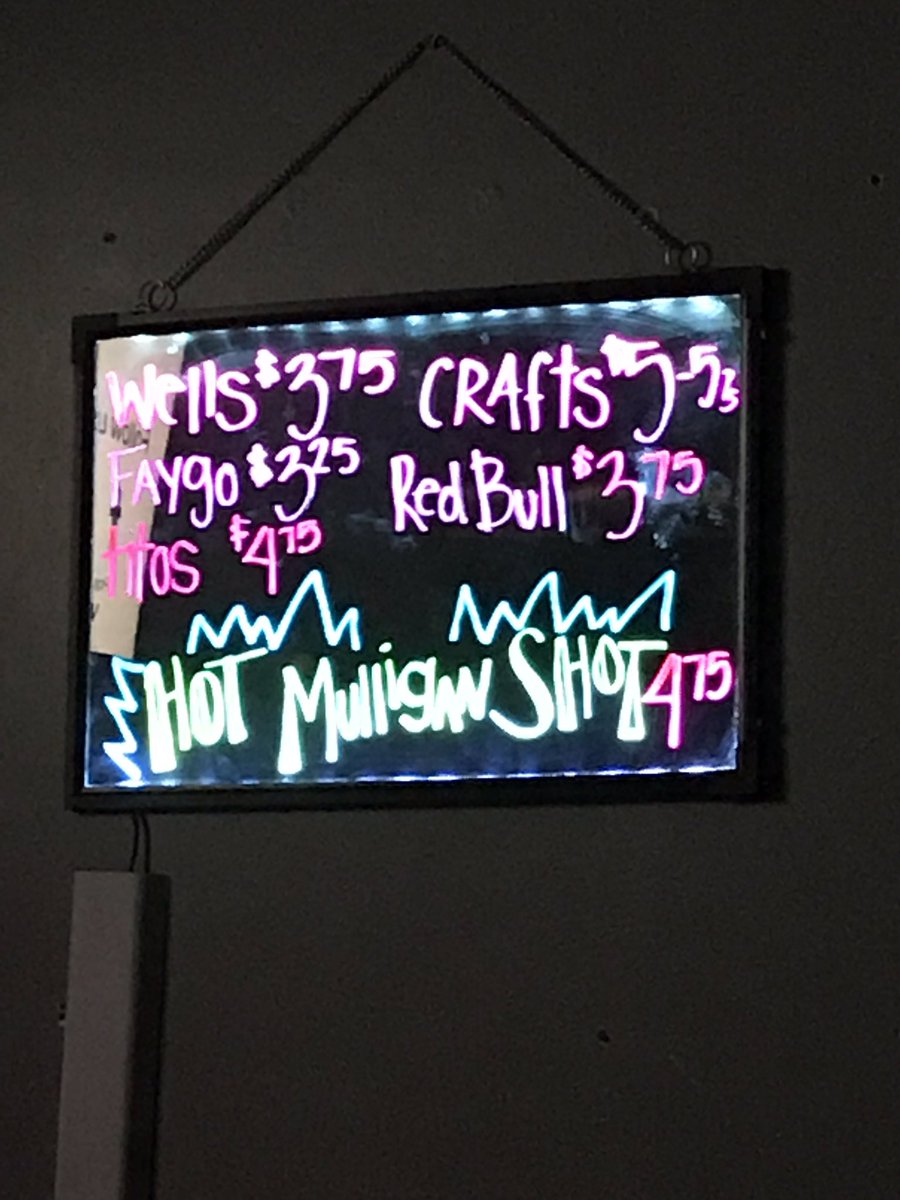 Wells $3.75 CRAfts $5-5.75
FAYgo $3.25 Red Bull $3.75
titos $4.75
HOT Mulligan SHOT 4.75